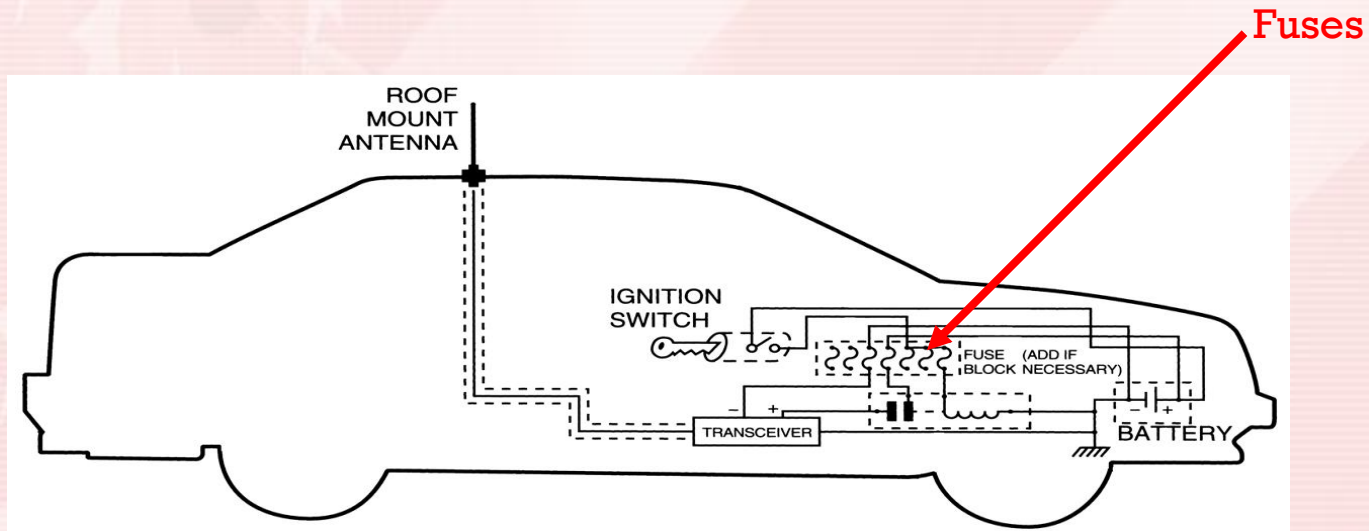 Fuses
ROOF
MOUNT
ANTENNA
IGNITION
SWITCH
FUSE (ADD IF
BLOCK NECESSARY)
− +
TRANSCEIVER
− +
BATTERY